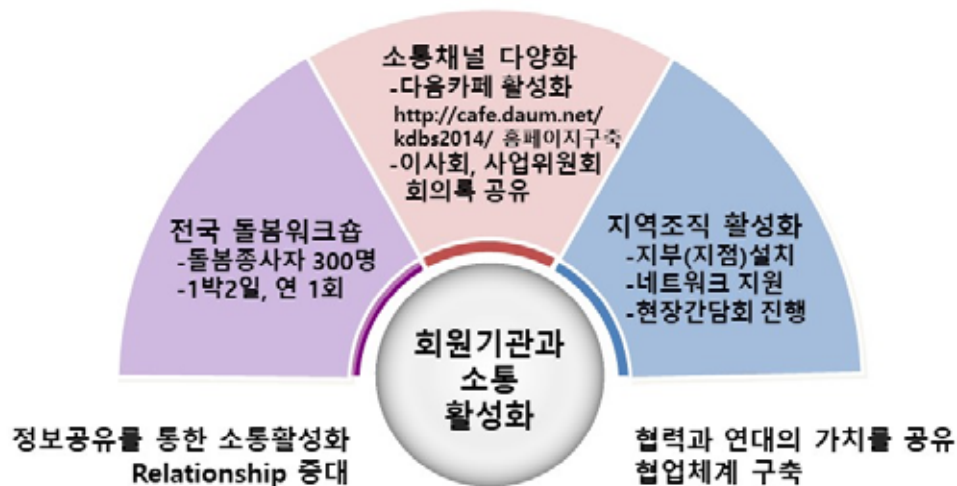 소통채널 다양화
-다음카페 활성화
http://cafe.daum.net/
kdbs2014/ 홈페이지구축
-이사회, 사업위원회
회의록 공유
전국 돌봄워크숍
-돌봄종사자 300명
-1박2일, 연 1회
지역조직 활성화
-지부(지점)설치
-네트워크 지원
-현장간담회 진행
회원기관과
소통
활성화
정보공유를 통한 소통활성화
Relationship 증대
협력과 연대의 가치를 공유
협업체계 구축